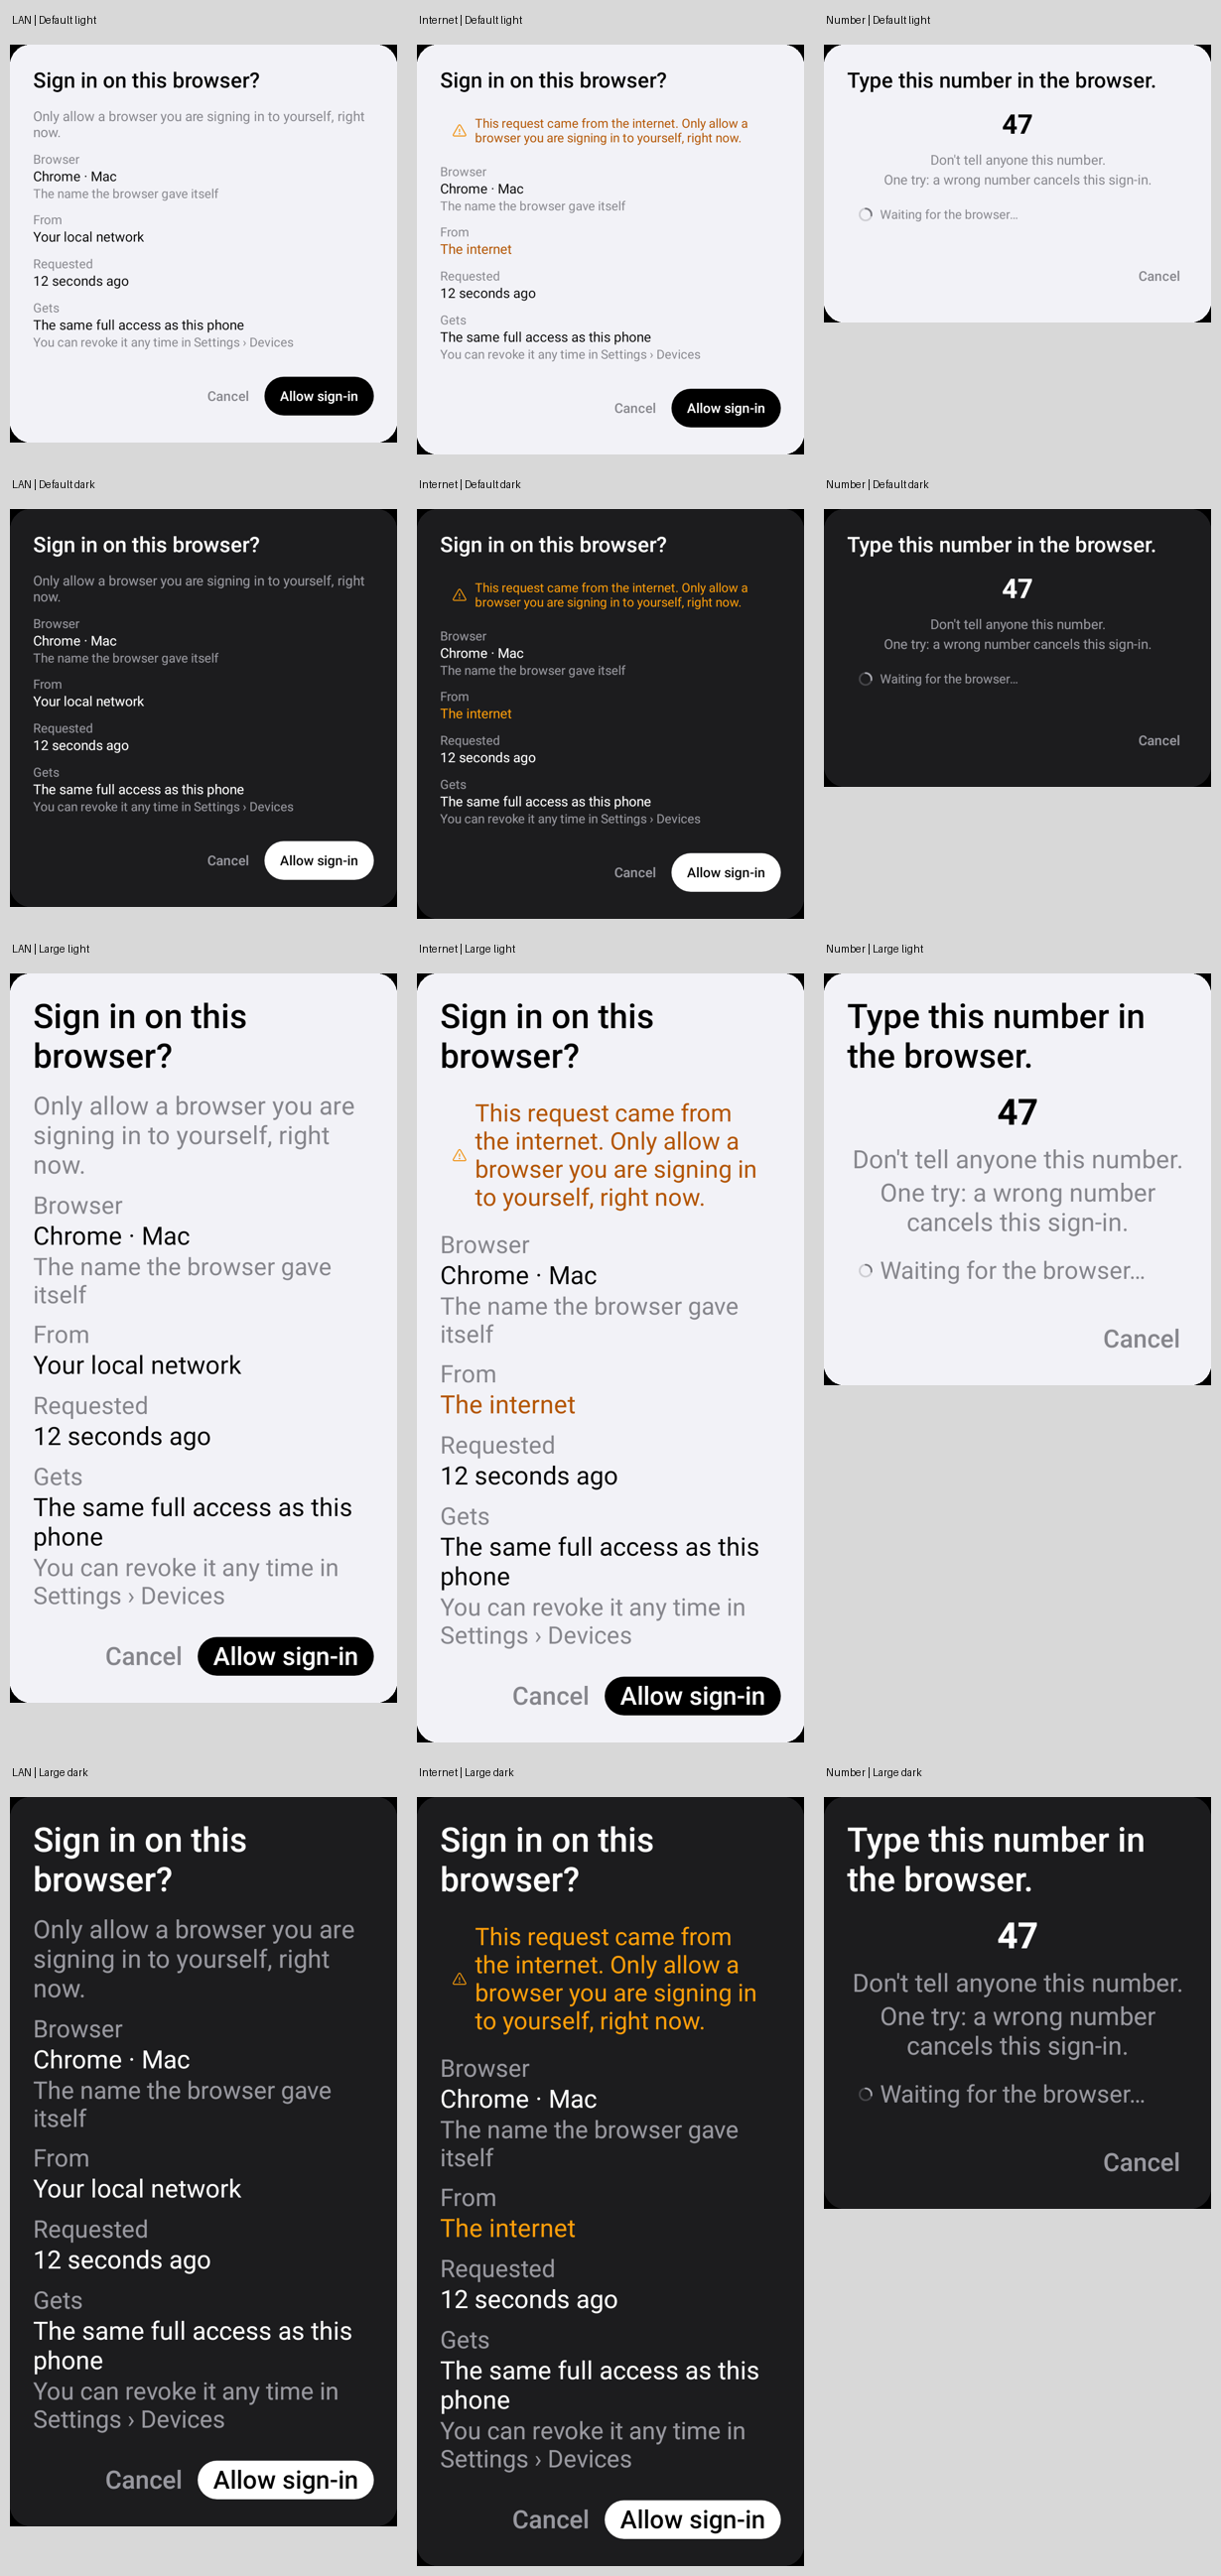 LAN | Default light
Sign in on this browser?
Only allow a browser you are signing in to yourself, right
now.
Browser
Chrome · Mac
The name the browser gave itself
From
Your local network
Requested
12 seconds ago
Gets
The same full access as this phone
You can revoke it any time in Settings › Devices
Cancel
Allow sign-in
Internet | Default light
Sign in on this browser?
This request came from the internet. Only allow a
browser you are signing in to yourself, right now.
Browser
Chrome · Mac
The name the browser gave itself
From
The internet
Requested
12 seconds ago
Gets
The same full access as this phone
You can revoke it any time in Settings › Devices
Cancel
Allow sign-in
Number | Default light
Type this number in the browser.
47
Don't tell anyone this number.
One try: a wrong number cancels this sign-in.
Waiting for the browser...
Cancel
LAN | Default dark
Sign in on this browser?
Only allow a browser you are signing in to yourself, right
now.
Browser
Chrome · Mac
The name the browser gave itself
From
Your local network
Requested
12 seconds ago
Gets
The same full access as this phone
You can revoke it any time in Settings › Devices
Cancel
Allow sign-in
Internet | Default dark
Sign in on this browser?
This request came from the internet. Only allow a
browser you are signing in to yourself, right now.
Browser
Chrome · Mac
The name the browser gave itself
From
The internet
Requested
12 seconds ago
Gets
The same full access as this phone
You can revoke it any time in Settings › Devices
Cancel
Allow sign-in
Number | Default dark
Type this number in the browser.
47
Don't tell anyone this number.
One try: a wrong number cancels this sign-in.
Waiting for the browser...
Cancel
LAN | Large light
Sign in on this
browser?
Only allow a browser you are
signing in to yourself, right
now.
Browser
Chrome · Mac
The name the browser gave
itself
From
Your local network
Requested
12 seconds ago
Gets
The same full access as this
phone
You can revoke it any time in
Settings › Devices
Cancel
Allow sign-in
Internet | Large light
Sign in on this
browser?
This request came from
the internet. Only allow a
browser you are signing in
to yourself, right now.
Browser
Chrome · Mac
The name the browser gave
itself
From
The internet
Requested
12 seconds ago
Gets
The same full access as this
phone
You can revoke it any time in
Settings › Devices
Cancel
Allow sign-in
Number | Large light
Type this number in
the browser.
47
Don't tell anyone this number.
One try: a wrong number
cancels this sign-in.
Waiting for the browser...
Cancel
LAN | Large dark
Sign in on this
browser?
Only allow a browser you are
signing in to yourself, right
now.
Browser
Chrome · Mac
The name the browser gave
itself
From
Your local network
Requested
12 seconds ago
Gets
The same full access as this
phone
You can revoke it any time in
Settings › Devices
Cancel
Allow sign-in
Internet | Large dark
Sign in on this
browser?
This request came from
the internet. Only allow a
browser you are signing in
to yourself, right now.
Browser
Chrome · Mac
The name the browser gave
itself
From
The internet
Requested
12 seconds ago
Gets
The same full access as this
phone
You can revoke it any time in
Settings › Devices
Cancel
Allow sign-in
Number | Large dark
Type this number in
the browser.
47
Don't tell anyone this number.
One try: a wrong number
cancels this sign-in.
Waiting for the browser...
Cancel